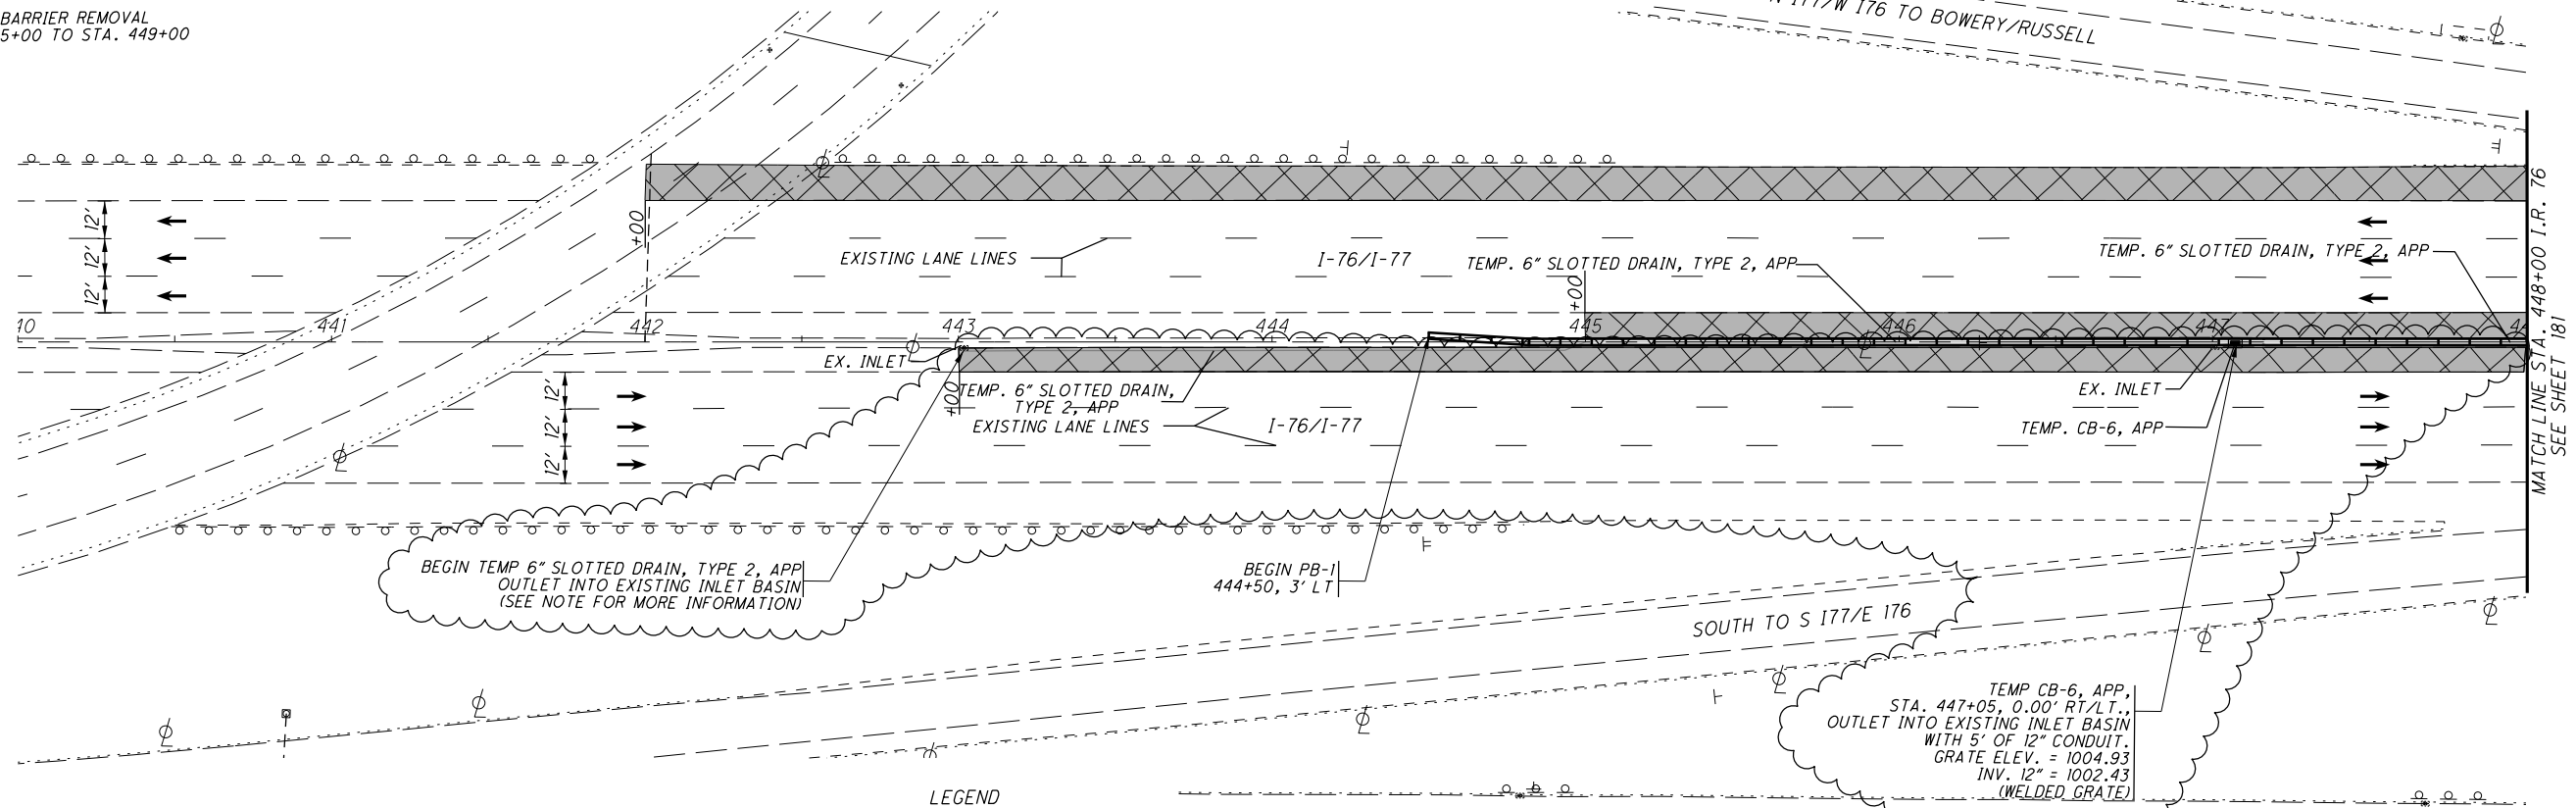 BARRIER REMOVAL
5+00 TO STA. 449+00
N I77/W I76 TO BOWERY/RUSSELL
12'
12'
12'
+00
EXISTING LANE LINES
I-76/I-77
TEMP. 6" SLOTTED DRAIN, TYPE 2, APP
TEMP. 6" SLOTTED DRAIN, TYPE 2, APP
+00
10
441
442
443
444
445
446
447
44
EX. INLET
+00
TEMP. 6" SLOTTED DRAIN,
TYPE 2, APP
EXISTING LANE LINES
I-76/I-77
12'
12'
12'
EX. INLET
TEMP. CB-6, APP
MATCH LINE STA. 448+00 I.R. 76
SEE SHEET 181
BEGIN TEMP 6" SLOTTED DRAIN, TYPE 2, APP
OUTLET INTO EXISTING INLET BASIN
(SEE NOTE FOR MORE INFORMATION)
BEGIN PB-1
444+50, 3' LT
SOUTH TO S I77/E I76
TEMP CB-6, APP,
STA. 447+05, 0.00' RT/LT.,
OUTLET INTO EXISTING INLET BASIN
WITH 5' OF 12" CONDUIT.
GRATE ELEV. = 1004.93
INV. 12" = 1002.43
(WELDED GRATE)
LEGEND